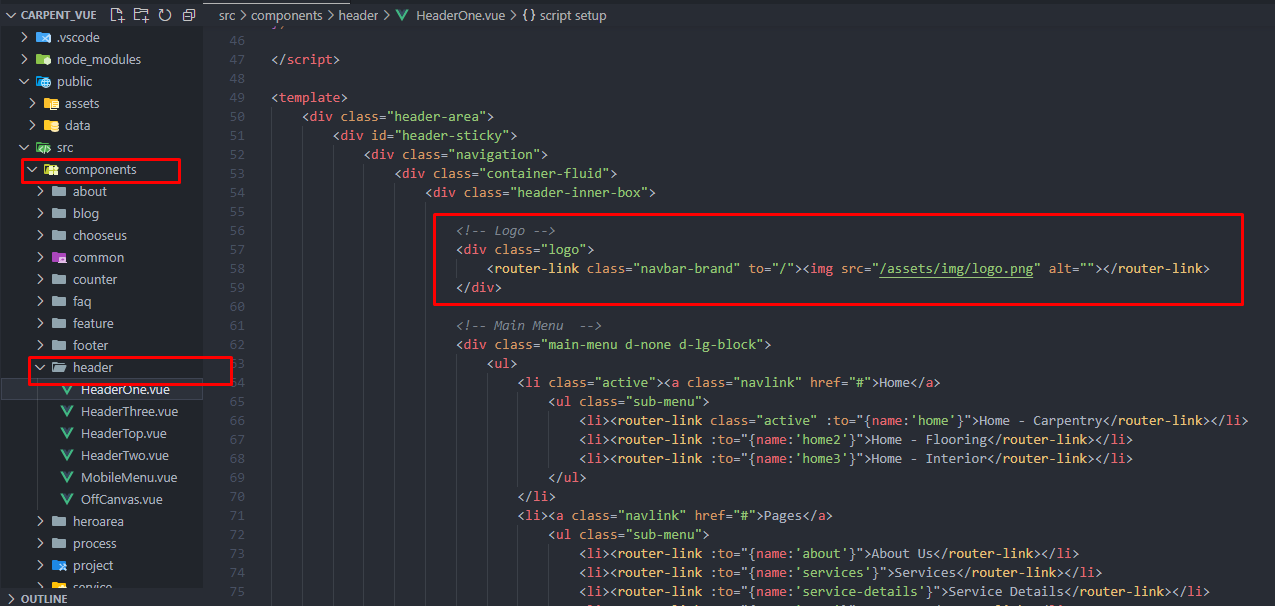 CARPENT_VUE
.vscode
node_modules
public
assets
data
src
components
about
blog
chooseus
common
counter
faq
feature
footer
header
HeaderOne.vue
HeaderThree.vue
HeaderTop.vue
HeaderTwo.vue
MobileMenu.vue
OffCanvas.vue
heroarea
process
project
service
OUTLINE
src > components > header > HeaderOne.vue > {} script setup
46
47 </script>
48
49 <template>
50 <div class="header-area">
51 <div id="header-sticky">
52 <div class="navigation">
53 <div class="container-fluid">
54 <div class="header-inner-box">
55
56 <!-- Logo -->
57 <div class="logo">
58 <router-link class="navbar-brand" to="/"><img src="/assets/img/logo.png" alt=""></router-link>
59 </div>
60
61 <!-- Main Menu  -->
62 <div class="main-menu d-none d-lg-block">
63 <ul>
64 <li class="active"><a class="navlink" href="#">Home</a>
65 <ul class="sub-menu">
66 <li><router-link class="active" :to="{name:'home'}">Home - Carpentry</router-link></li>
67 <li><router-link :to="{name:'home2'}">Home - Flooring</router-link></li>
68 <li><router-link :to="{name:'home3'}">Home - Interior</router-link></li>
69 </ul>
70 </li>
71 <li><a class="navlink" href="#">Pages</a>
72 <ul class="sub-menu">
73 <li><router-link :to="{name:'about'}">About Us</router-link></li>
74 <li><router-link :to="{name:'services'}">Services</router-link></li>
75 <li><router-link :to="{name:'service-details'}">Service Details</router-link></li>